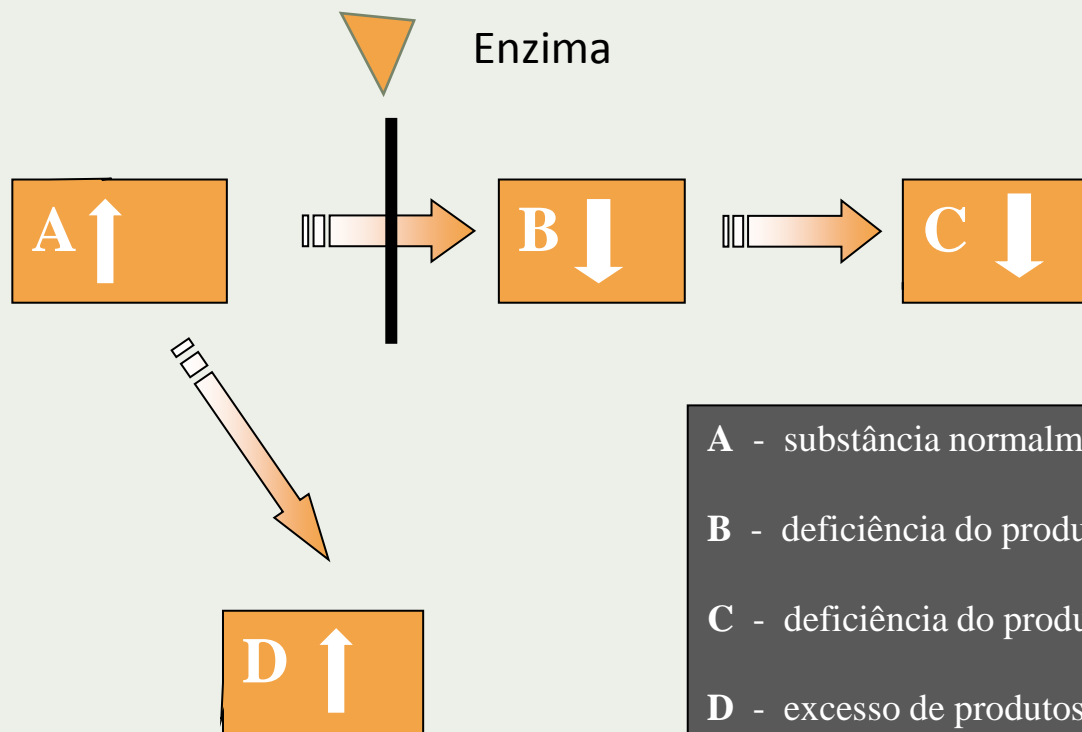 Enzima
A
B
C
A - substância normalm
B - deficiência do produ
C - deficiência do produ
D
D - excesso de produtos